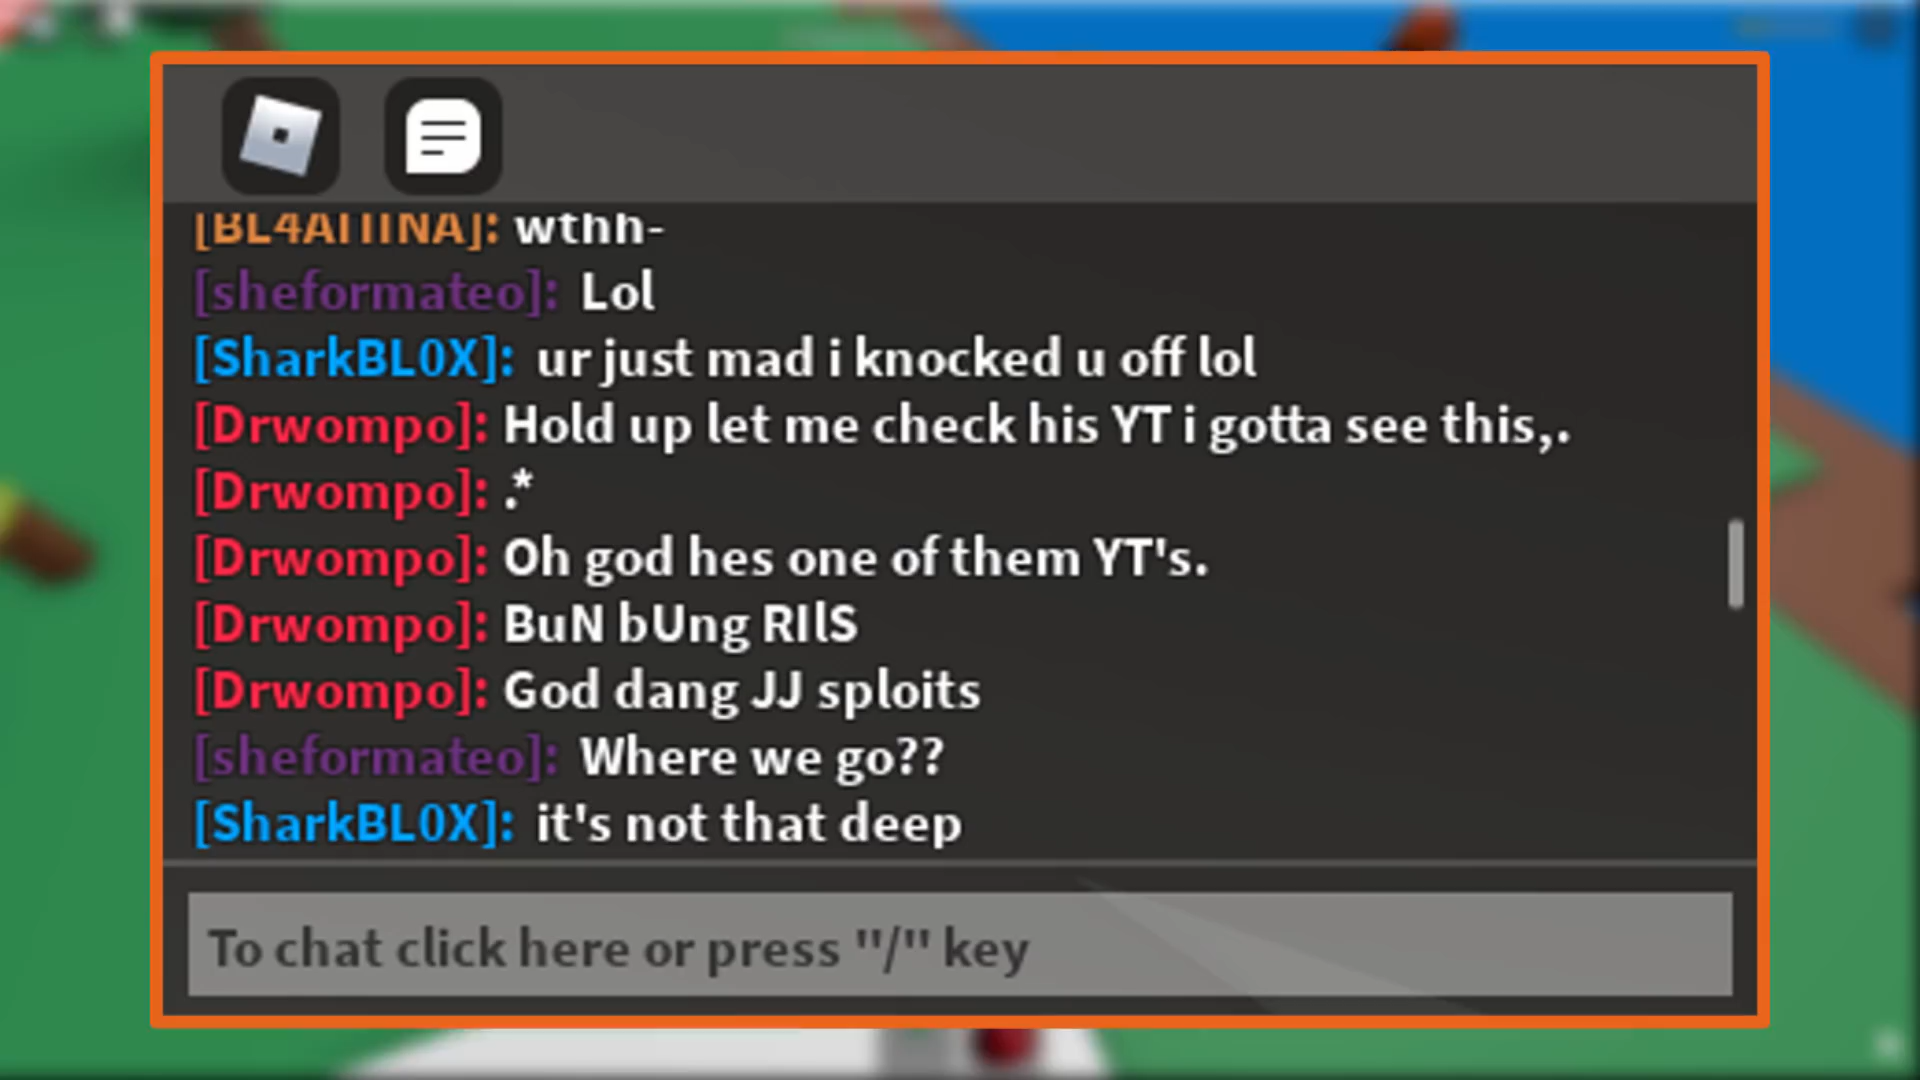 wthh-
[sheformateo]: Lol
[SharkBL0X]: ur just mad i knocked u off lol
[Drwompo]: Hold up let me check his YT i gotta see this,.
[Drwompo]: .*
[Drwompo]: Oh god hes one of them YT's.
[Drwompo]: BuN bUng RIlS
[Drwompo]: God dang JJ sploits
[sheformateo]: Where we go??
[SharkBL0X]: it's not that deep
To chat click here or press "/" key